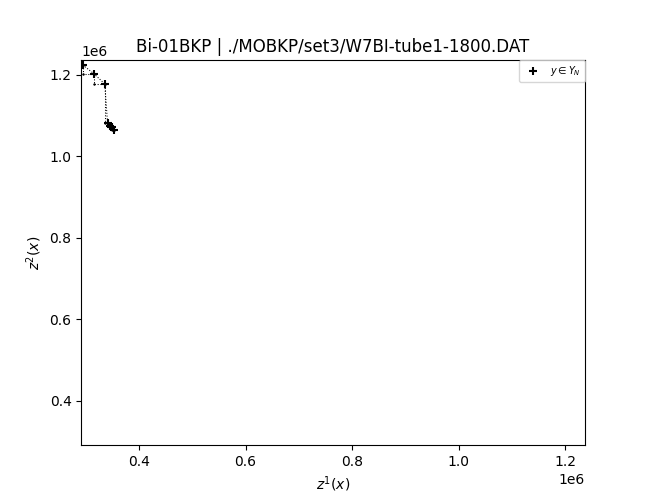 Bi-01BKP | ./MOBKP/set3/W7BI-tube1-1800.DAT
1e6
y ∈ Y_N
1.2
1.0
0.8
0.6
0.4
z²(x)
0.4 0.6 0.8 1.0 1.2
1e6
z¹(x)